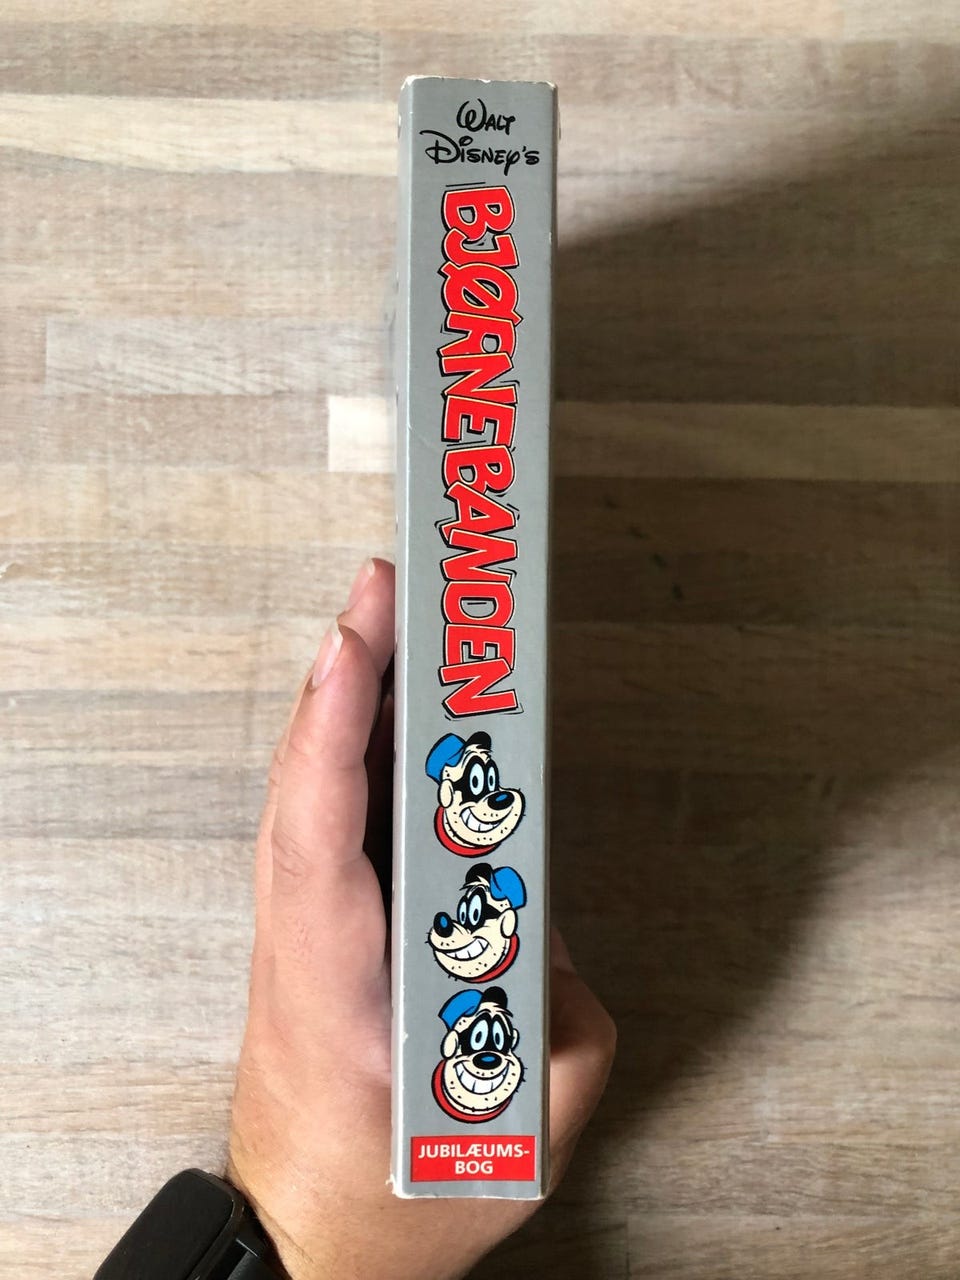 Walt
Disney's
BJØRNEBANDEN
JUBILÆUMS-
BOG